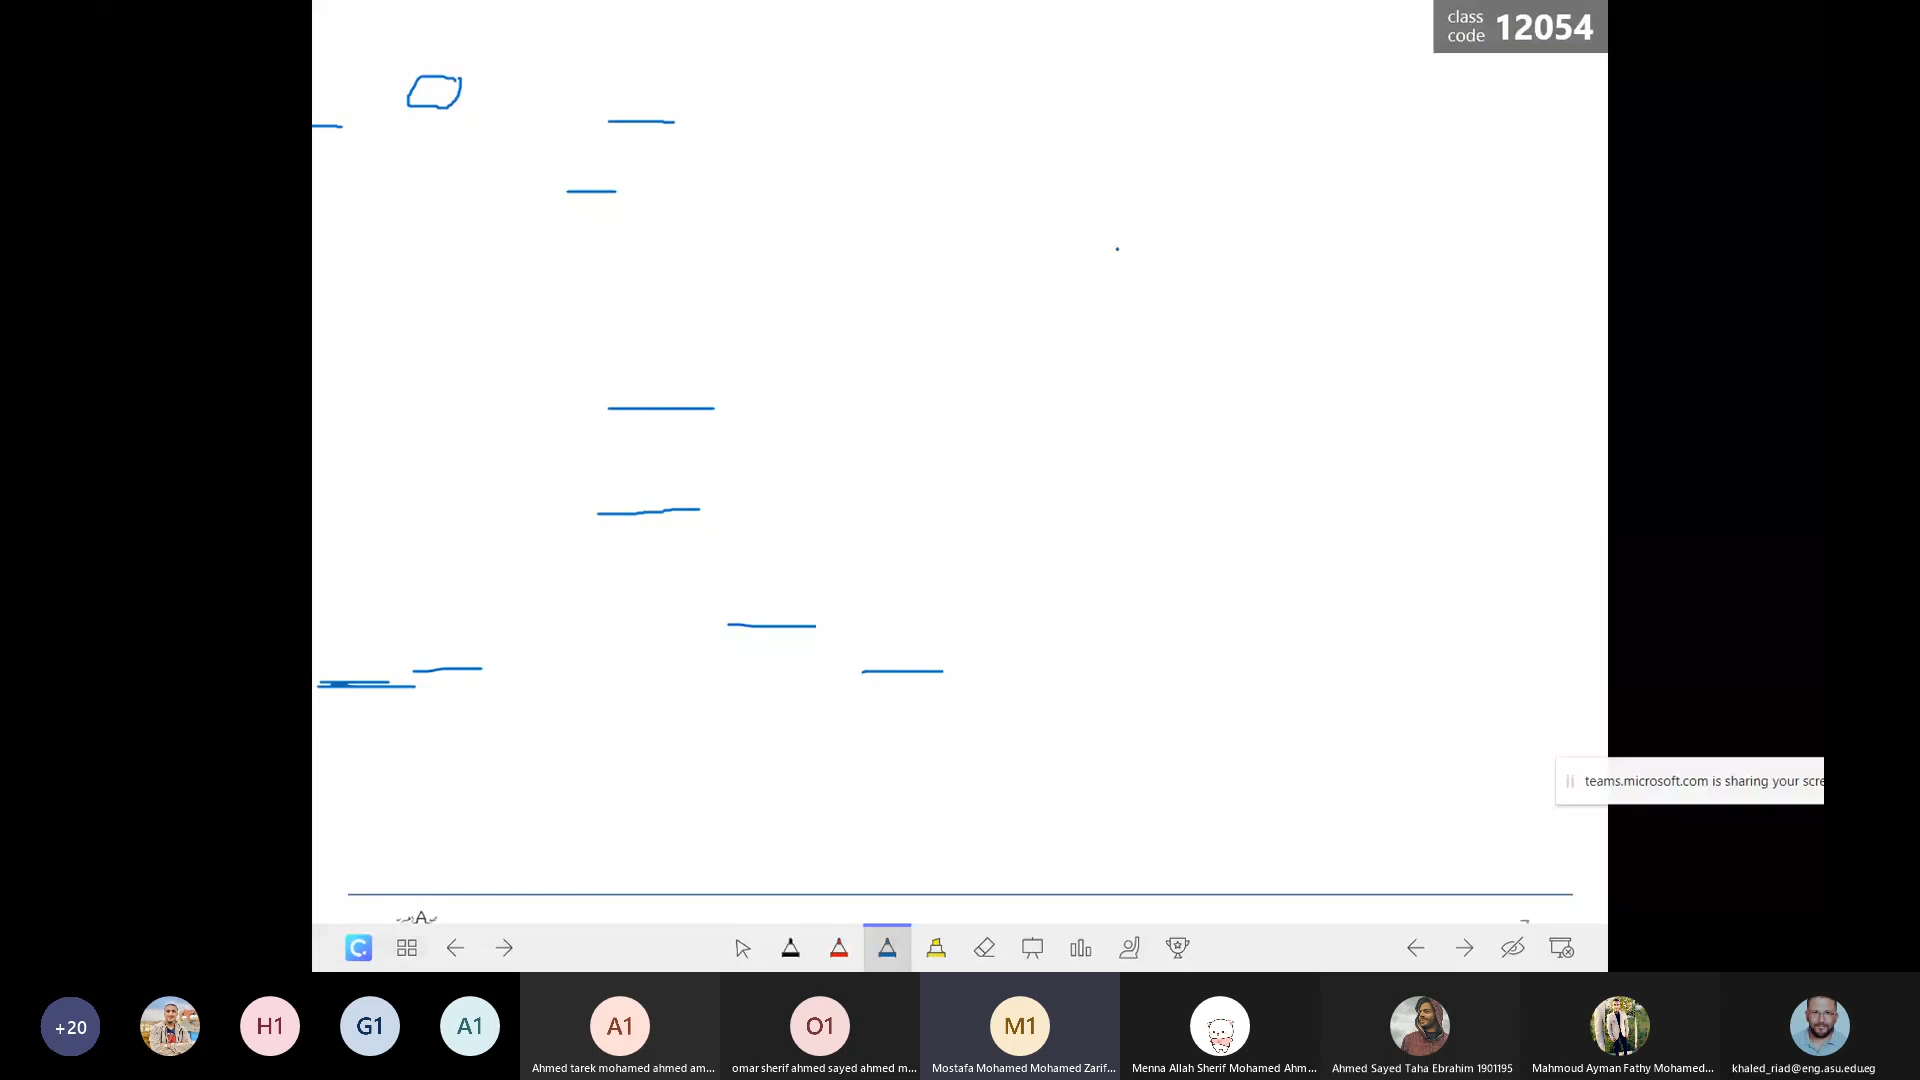 class
code 12054
teams.microsoft.com is sharing your scre
A
+20
H1
G1
A1
A1
O1
M1
Ahmed tarek mohamed ahmed am...
omar sherif ahmed sayed ahmed m...
Mostafa Mohamed Mohamed Zarif...
Menna Allah Sherif Mohamed Ahm...
Ahmed Sayed Taha Ebrahim 1901195
Mahmoud Ayman Fathy Mohamed...
khaled_riad@eng.asu.edu.eg